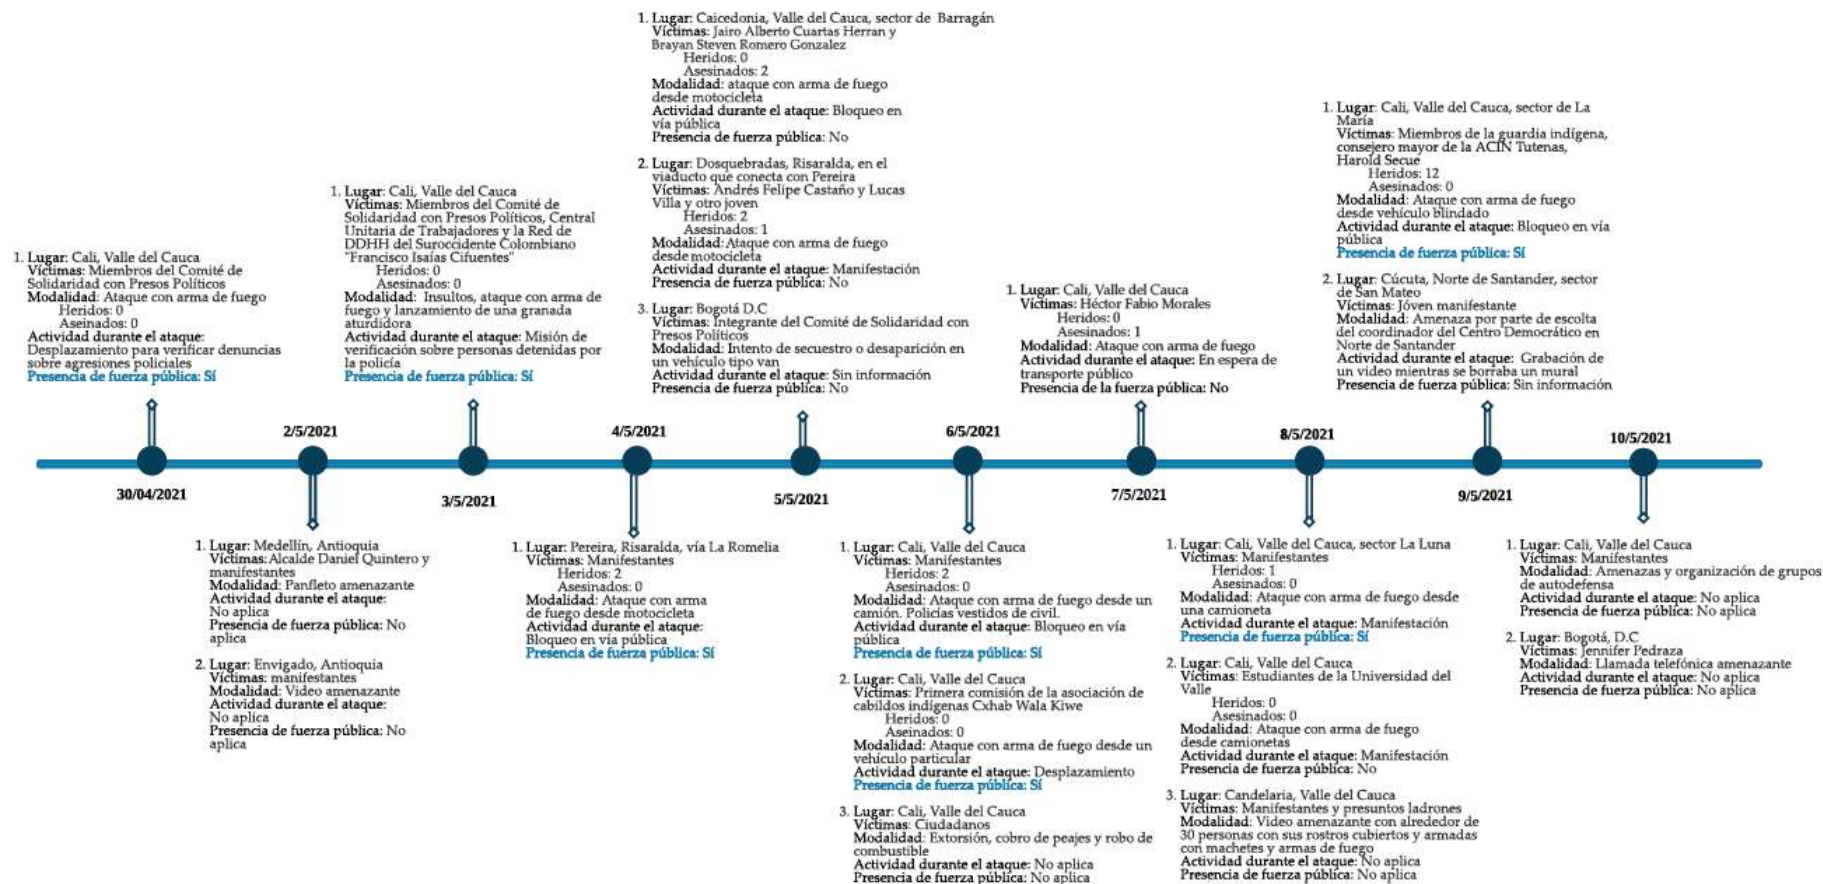 1. Lugar: Cali, Valle del Cauca
Víctimas: Miembros del Comité de
Solidaridad con Presos Políticos
Modalidad: Ataque con arma de fuego
Heridos: 0
Aseinados: 0
Actividad durante el ataque:
Desplazamiento para verificar denuncias
sobre agresiones policiales
Presencia de fuerza pública: Sí
30/04/2021
2/5/2021
1. Lugar: Medellín, Antioquia
Víctimas:Alcalde Daniel Quintero y
manifestantes
Modalidad: Panfleto amenazante
Actividad durante el ataque:
No aplica
Presencia de fuerza pública: No
aplica
2. Lugar: Envigado, Antioquia
Víctimas: manifestantes
Modalidad: Video amenazante
Actividad durante el ataque:
No aplica
Presencia de fuerza pública: No
aplica
1. Lugar: Cali, Valle del Cauca
Víctimas: Miembros del Comité de
Solidaridad con Presos Políticos, Central
Unitaria de Trabajadores y la Red de
DDHH del Suroccidente Colombiano
"Francisco Isaías Cifuentes"
Heridos: 0
Asesinados: 0
Modalidad: Insultos, ataque con arma de
fuego y lanzamiento de una granada
aturdidora
Actividad durante el ataque: Misión de
verificación sobre personas detenidas por
la policía
Presencia de fuerza pública: Sí
3/5/2021
4/5/2021
1. Lugar: Pereira, Risaralda, vía La Romelia
Víctimas: Manifestantes
Heridos: 2
Asesinados: 0
Modalidad: Ataque con arma
de fuego desde motocicleta
Actividad durante el ataque:
Bloqueo en vía pública
Presencia de fuerza pública: Sí
1. Lugar: Caicedonia, Valle del Cauca, sector de Barragán
Víctimas: Jairo Alberto Cuartas Herran y
Brayan Steven Romero Gonzalez
Heridos: 0
Asesinados: 2
Modalidad: ataque con arma de fuego
desde motocicleta
Actividad durante el ataque: Bloqueo en
vía pública
Presencia de fuerza pública: No
2. Lugar: Dosquebradas, Risaralda, en el
viaducto que conecta con Pereira
Víctimas: Andrés Felipe Castaño y Lucas
Villa y otro joven
Heridos: 2
Asesinados: 1
Modalidad:Ataque con arma de fuego
desde motocicleta
Actividad durante el ataque: Manifestación
Presencia de fuerza pública: No
3. Lugar: Bogotá D.C
Víctimas: Integrante del Comité de Solidaridad con
Presos Políticos
Modalidad: Intento de secuestro o desaparición en
un vehículo tipo van
Actividad durante el ataque: Sin información
Presencia de fuerza pública: No
5/5/2021
6/5/2021
1. Lugar: Cali, Valle del Cauca
Víctimas: Manifestantes
Heridos: 2
Asesinados: 0
Modalidad: Ataque con arma de fuego desde un
camión. Policías vestidos de civil.
Actividad durante el ataque: Bloqueo en vía
pública
Presencia de fuerza pública: Sí
2. Lugar: Cali, Valle del Cauca
Víctimas: Primera comisión de la asociación de
cabildos indígenas Cxhab Wala Kiwe
Heridos: 0
Aseinados: 0
Modalidad: Ataque con arma de fuego desde un
vehículo particular
Actividad durante el ataque: Desplazamiento
Presencia de fuerza pública: Sí
3. Lugar: Cali, Valle del Cauca
Víctimas: Ciudadanos
Modalidad: Extorsión, cobro de peajes y robo de
combustible
Actividad durante el ataque: No aplica
Presencia de fuerza pública: No aplica
1. Lugar: Cali, Valle del Cauca
Víctimas: Héctor Fabio Morales
Heridos: 0
Asesinados: 1
Modalidad: Ataque con arma de fuego
Actividad durante el ataque: En espera de
transporte público
Presencia de la fuerza pública: No
7/5/2021
8/5/2021
1. Lugar: Cali, Valle del Cauca, sector La Luna
Víctimas: Manifestantes
Heridos: 1
Asesinados: 0
Modalidad: Ataque con arma de fuego desde
una camioneta
Actividad durante el ataque: Manifestación
Presencia de fuerza pública: Sí
2. Lugar: Cali, Valle del Cauca
Víctimas: Estudiantes de la Universidad del
Valle
Heridos: 0
Asesinados: 0
Modalidad: Ataque con arma de fuego
desde camionetas
Actividad durante el ataque: Manifestación
Presencia de fuerza pública: No
3. Lugar: Candelaria, Valle del Cauca
Víctimas: Manifestantes y presuntos ladrones
Modalidad: Video amenazante con alrededor de
30 personas con sus rostros cubiertos y armadas
con machetes y armas de fuego
Actividad durante el ataque: No aplica
Presencia de fuerza pública: No aplica
1. Lugar: Cali, Valle del Cauca, sector de La
María
Víctimas: Miembros de la guardia indígena,
consejero mayor de la ACIN Tutenas,
Harold Secue
Heridos: 12
Asesinados: 0
Modalidad: Ataque con arma de fuego
desde vehículo blindado
Actividad durante el ataque: Bloqueo en vía
pública
Presencia de fuerza pública: Sí
2. Lugar: Cúcuta, Norte de Santander, sector
de San Mateo
Víctimas: Jóven manifestante
Modalidad: Amenaza por parte de escolta
del coordinador del Centro Democrático en
Norte de Santander
Actividad durante el ataque: Grabación de
un video mientras se borraba un mural
Presencia de fuerza pública: Sin información
9/5/2021
10/5/2021
1. Lugar: Cali, Valle del Cauca
Víctimas: Manifestantes
Modalidad: Amenazas y organización de grupos
de autodefensa
Actividad durante el ataque: No aplica
Presencia de fuerza pública: No aplica
2. Lugar: Bogotá, D.C
Víctimas: Jennifer Pedraza
Modalidad: Llamada telefónica amenazante
Actividad durante el ataque: No aplica
Presencia de fuerza pública: No aplica